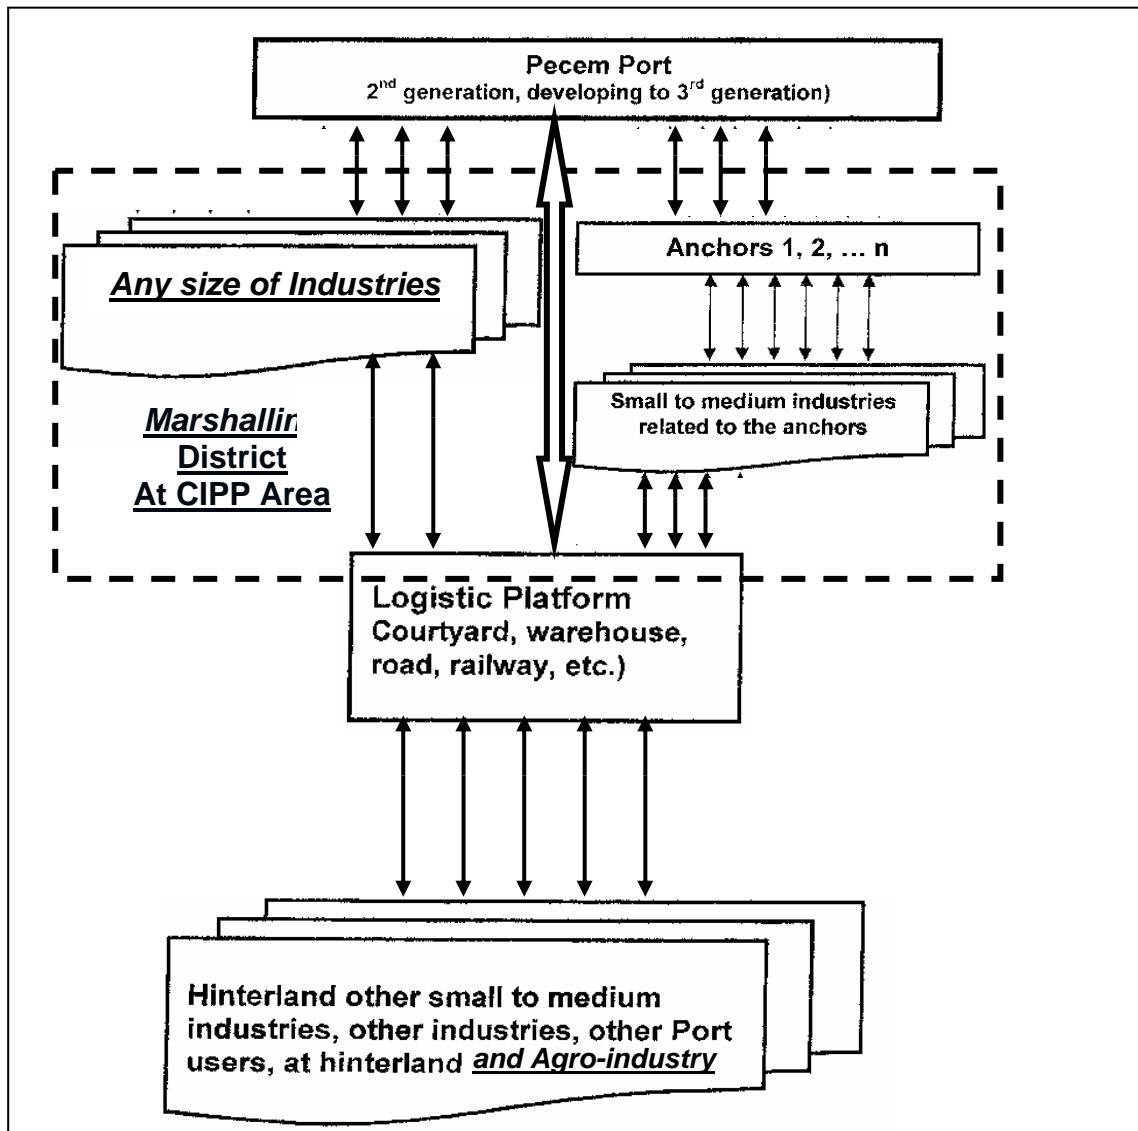 Pecem Port
2nd generation, developing to 3rd generation)
Any size of Industries
Anchors 1, 2, ... n
Small to medium industries
related to the anchors
Marshallin
District
At CIPP Area
Logistic Platform
Courtyard, warehouse,
road, railway, etc.)
Hinterland other small to medium
industries, other industries, other Port
users, at hinterland and Agro-industry